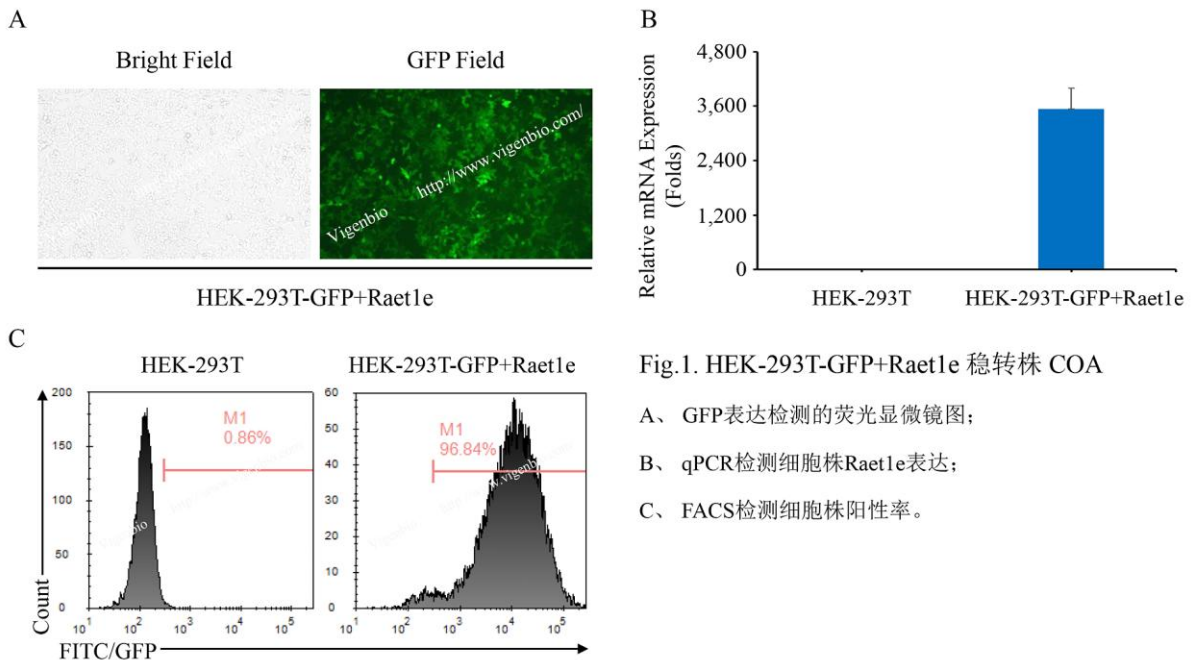 A
Bright Field
GFP Field
Vigenbio http://www.vigenbio.com/
HEK-293T-GFP+Raet1e
B
Relative mRNA Expression
(Folds)
4,800
3,600
2,400
1,200
0
HEK-293T
HEK-293T-GFP+Raet1e
C
HEK-293T
HEK-293T-GFP+Raet1e
Count
200
150
100
50
0
M1
0.86%
Vigenbio
10^1 10^2 10^3 10^4 10^5
60
50
40
30
20
10
0
M1
96.84%
Vigenbio
10^1 10^2 10^3 10^4 10^5
FITC/GFP
Fig.1. HEK-293T-GFP+Raet1e 稳转株 COA
A、 GFP表达检测的荧光显微镜图;
B、 qPCR检测细胞株Raet1e表达;
C、 FACS检测细胞株阳性率。